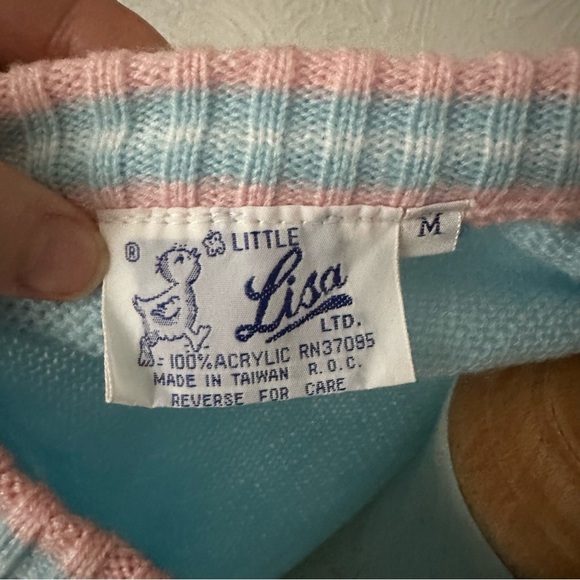 ® LITTLE
Lisa
LTD.
100% ACRYLIC RN37095
MADE IN TAIWAN R.O.C.
REVERSE FOR CARE
M